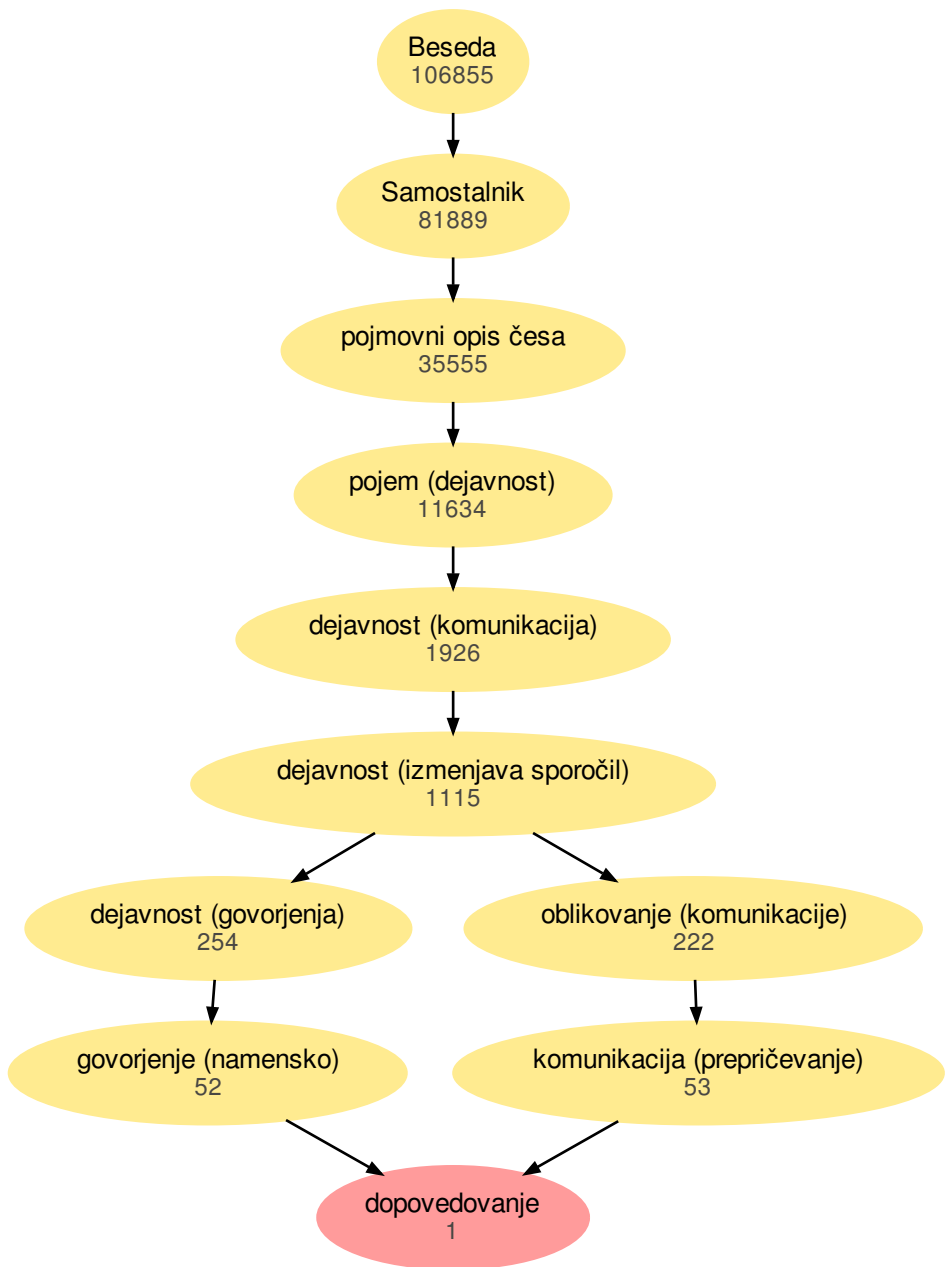 Beseda
106855
Samostalnik
81889
pojmovni opis česa
35555
pojem (dejavnost)
11634
dejavnost (komunikacija)
1926
dejavnost (izmenjava sporočil)
1115
dejavnost (govorjenja)
254
oblikovanje (komunikacije)
222
govorjenje (namensko)
52
komunikacija (prepričevanje)
53
dopovedovanje
1